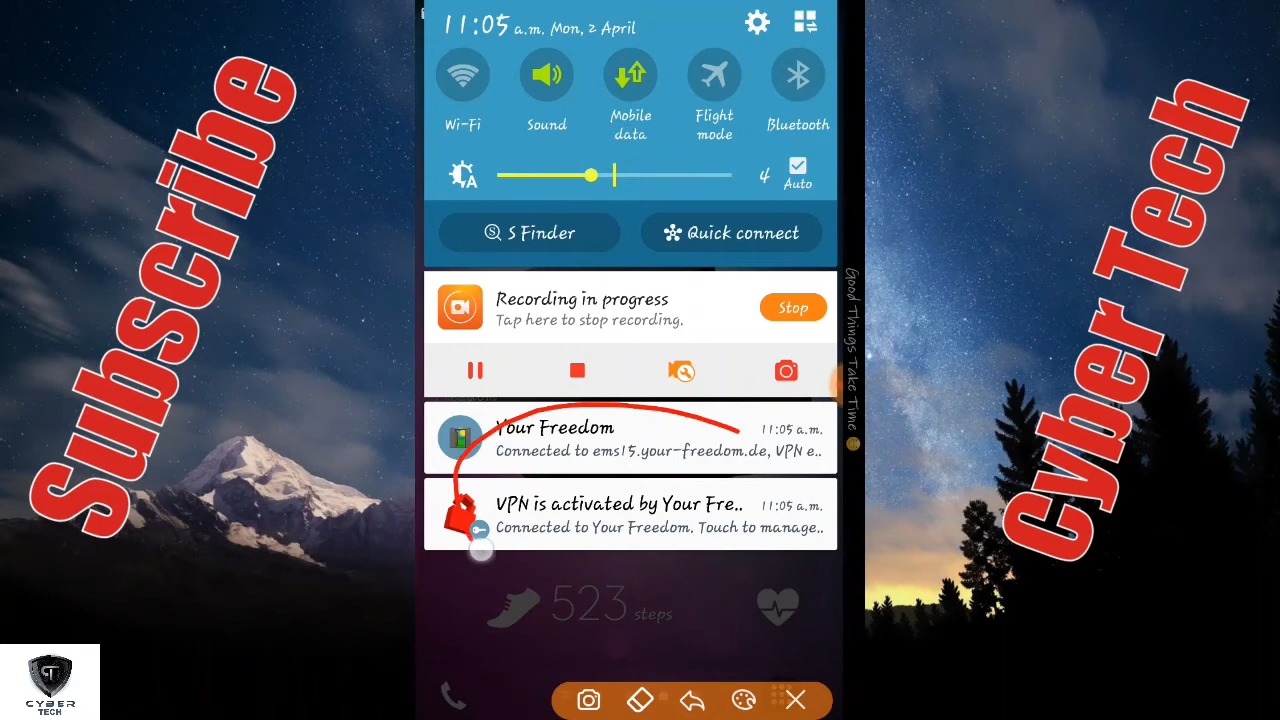 Subscribe
11:05 a.m. Mon, 2 April
Wi-Fi
Sound
Mobile data
Flight mode
Bluetooth
A
4
Auto
S Finder
Quick connect
Recording in progress
Tap here to stop recording.
Stop
Your Freedom
11:05 a.m.
Connected to ems15.your-freedom.de, VPN e..
VPN is activated by Your Fre..
11:05 a.m.
Connected to Your Freedom. Touch to manage..
523 steps
Good Things Take Time
Cyber Tech
CT
CYBER
TECH